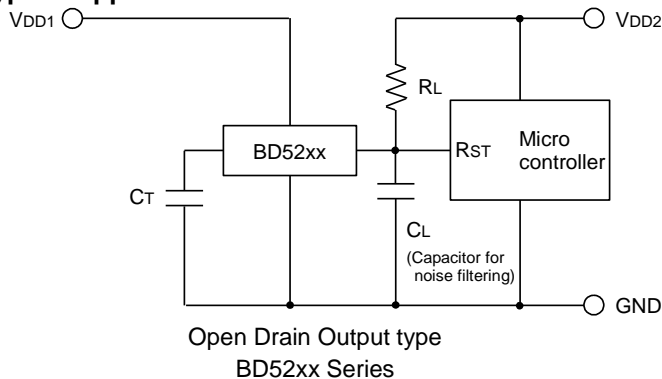 VDD1
VDD2
RL
BD52xx
RST
Micro
controller
CT
CL
(Capacitor for
noise filtering)
GND
Open Drain Output type
BD52xx Series